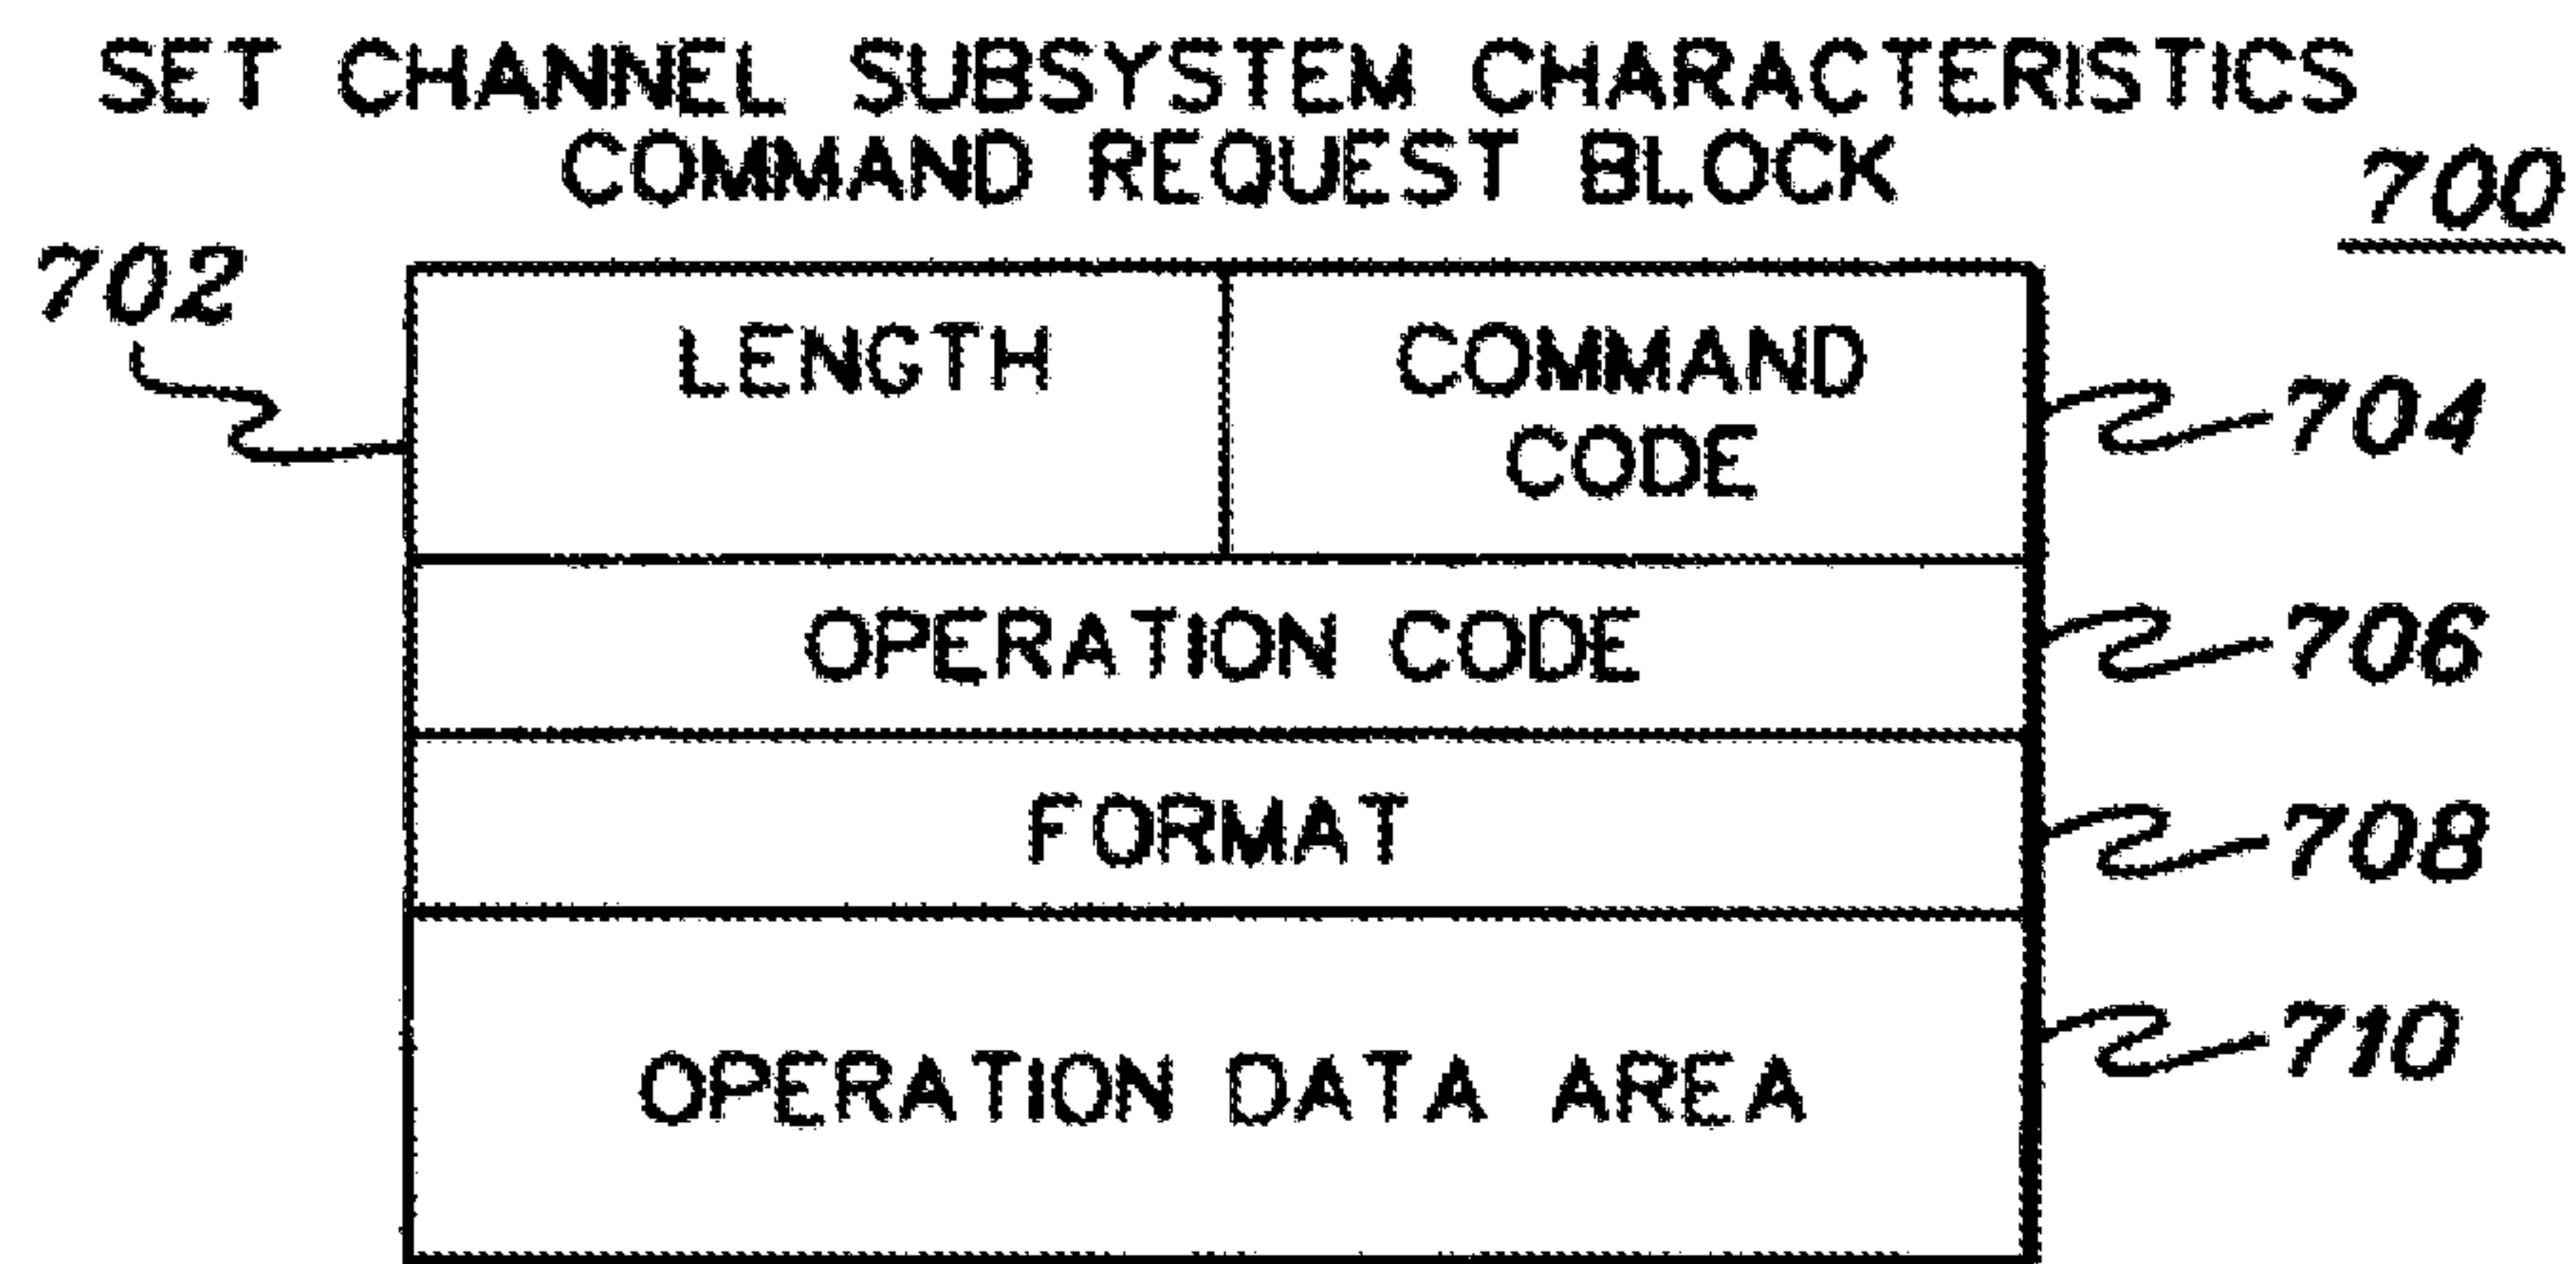 SET CHANNEL SUBSYSTEM CHARACTERISTICS
COMMAND REQUEST BLOCK
700
702
LENGTH
COMMAND
CODE
704
OPERATION CODE
706
FORMAT
708
OPERATION DATA AREA
710